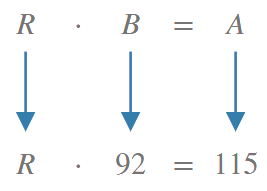 R · B = A
R · 92 = 115